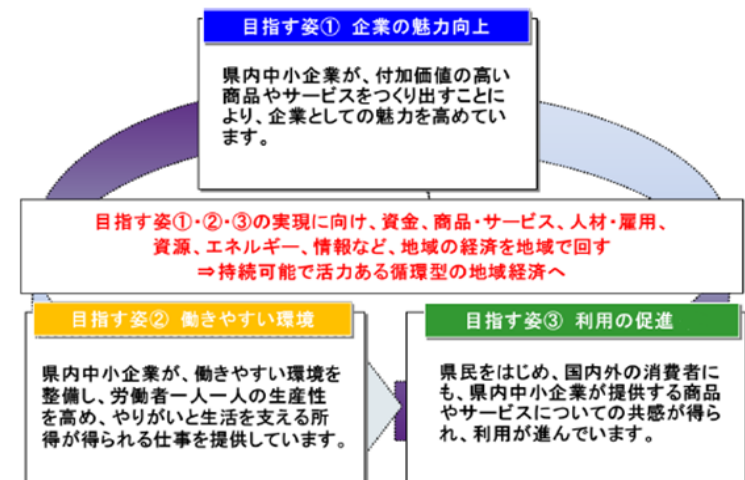 目指す姿① 企業の魅力向上
県内中小企業が、付加価値の高い
商品やサービスをつくり出すことに
より、企業としての魅力を高めてい
ます。
目指す姿①・②・③の実現に向け、資金、商品・サービス、人材・雇用、
資源、エネルギー、情報など、地域の経済を地域で回す
⇒持続可能で活力ある循環型の地域経済へ
目指す姿② 働きやすい環境
県内中小企業が、働きやすい環境を
整備し、労働者一人一人の生産性
を高め、やりがいと生活を支える所
得が得られる仕事を提供しています。
目指す姿③ 利用の促進
県民をはじめ、国内外の消費者に
も、県内中小企業が提供する商品
やサービスについての共感が得ら
れ、利用が進んでいます。